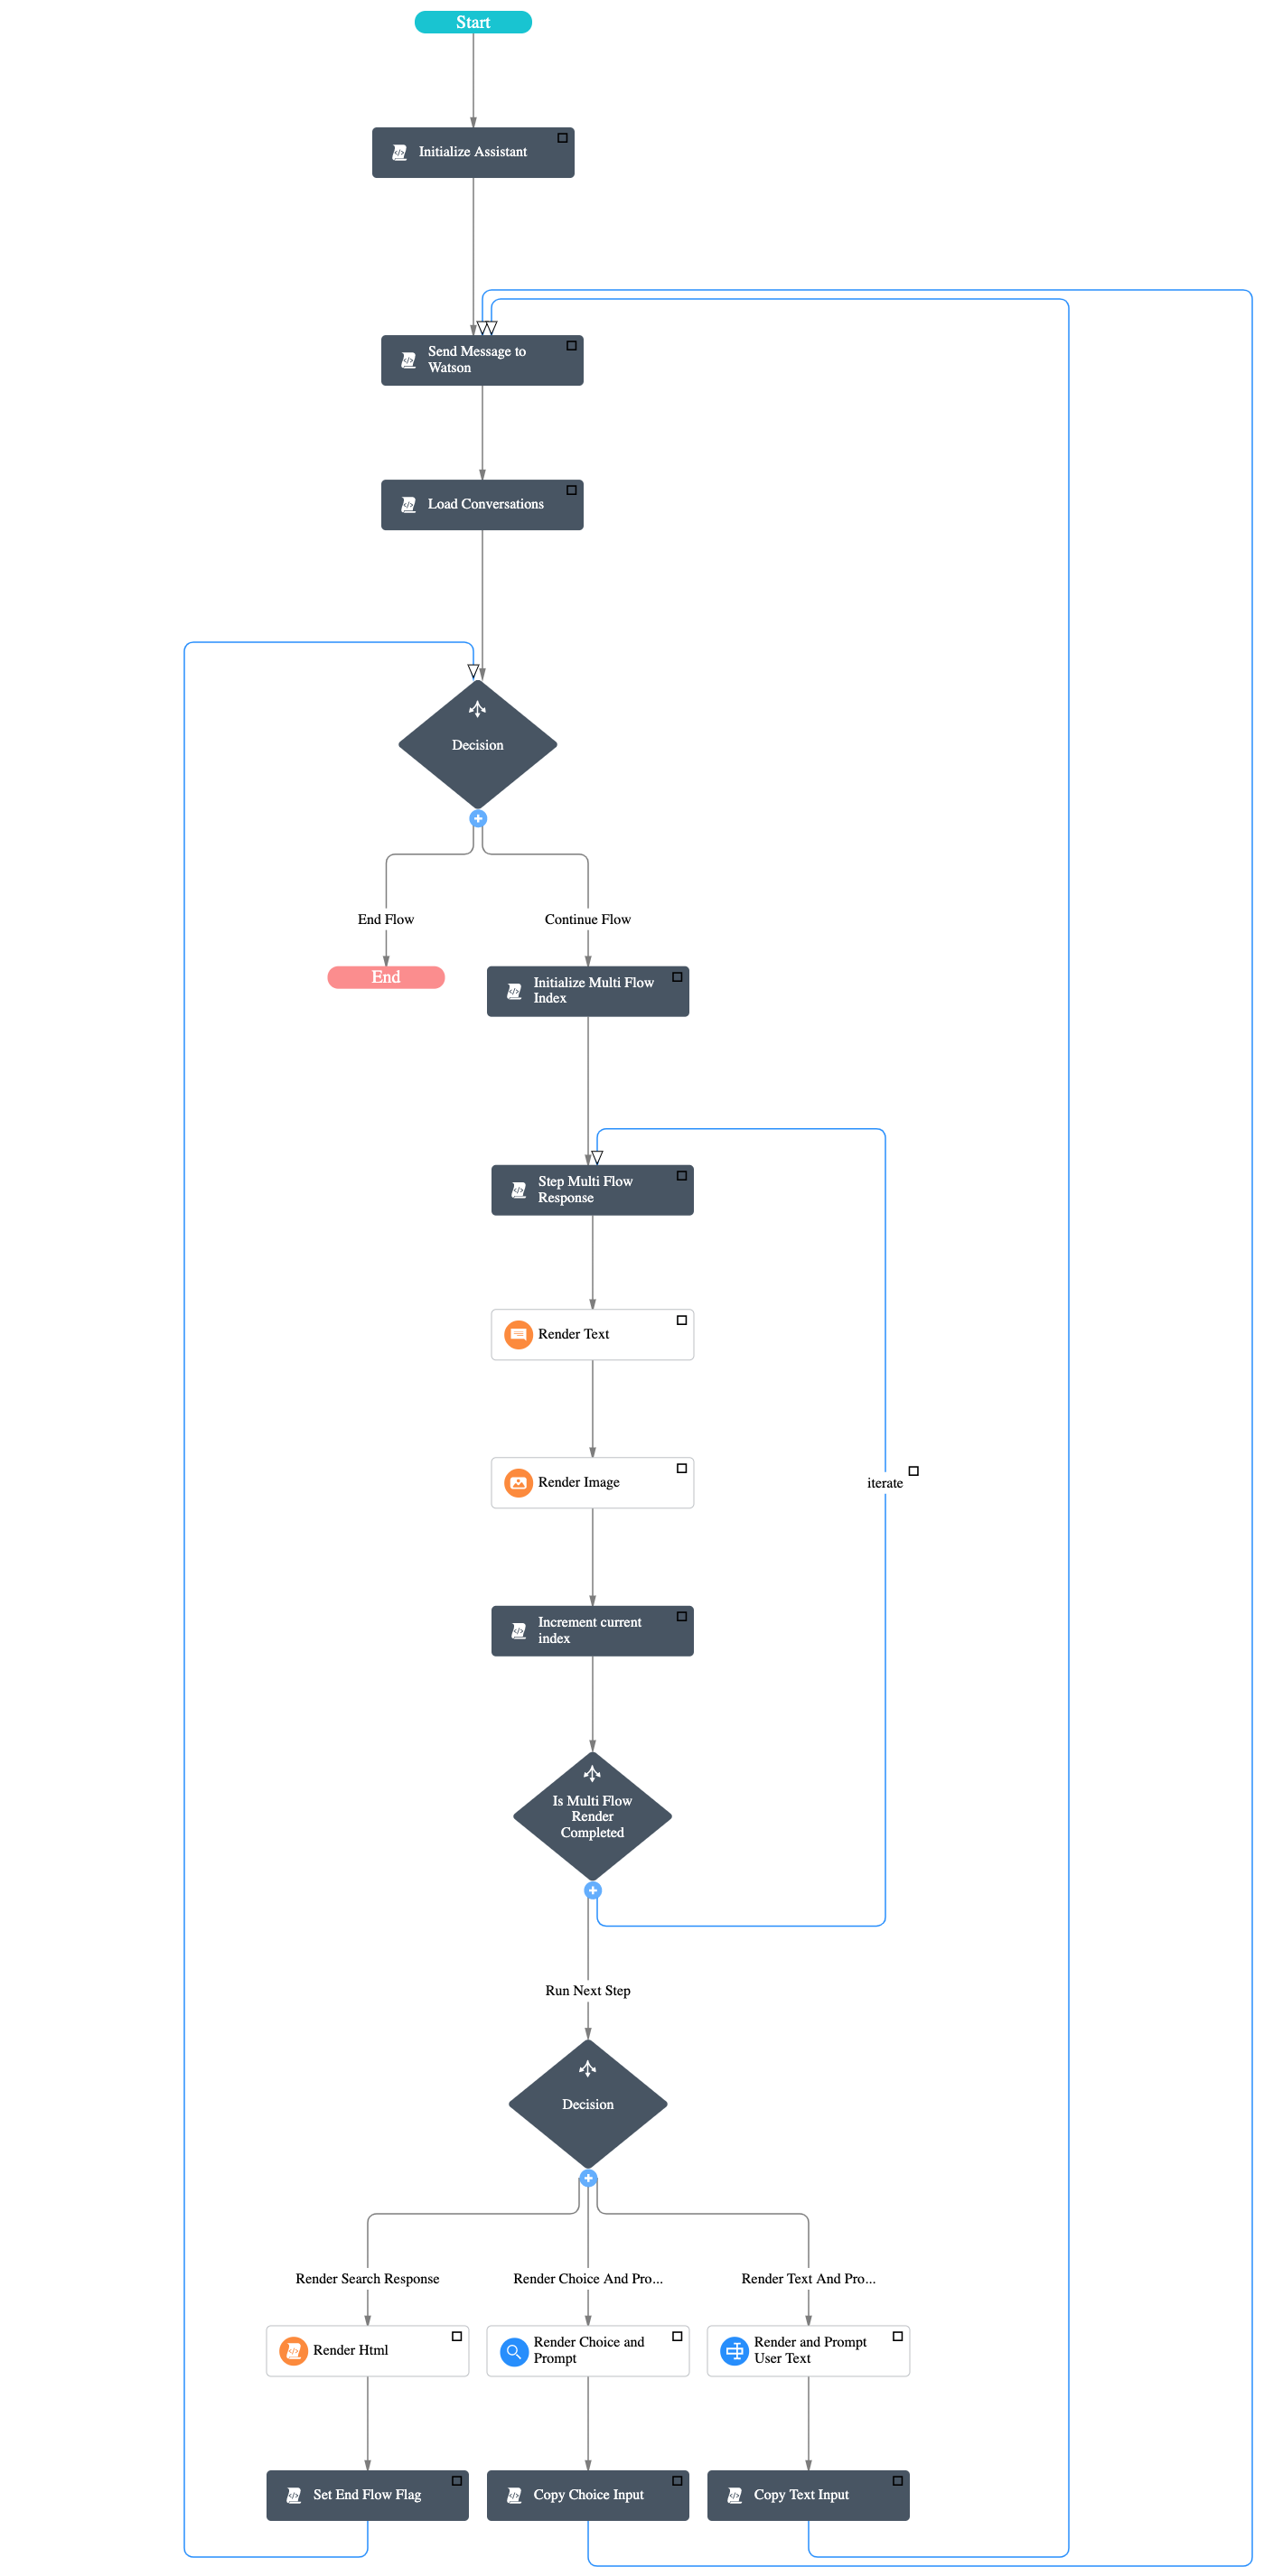 Start
Initialize Assistant
Send Message to
Watson
Load Conversations
Decision
End Flow
Continue Flow
End
Initialize Multi Flow
Index
Step Multi Flow
Response
Render Text
Render Image
iterate
Increment current
index
Is Multi Flow
Render
Completed
Run Next Step
Decision
Render Search Response
Render Choice And Pro...
Render Text And Pro...
Render Html
Render Choice and
Prompt
Render and Prompt
User Text
Set End Flow Flag
Copy Choice Input
Copy Text Input